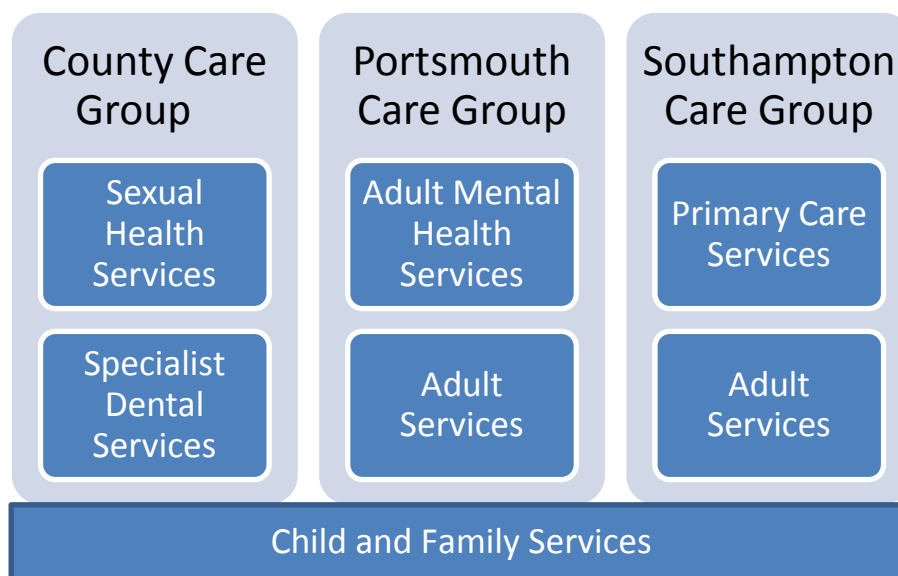 County Care
Group
Sexual
Health
Services
Specialist
Dental
Services
Portsmouth
Care Group
Adult Mental
Health
Services
Adult
Services
Southampton
Care Group
Primary Care
Services
Adult
Services
Child and Family Services